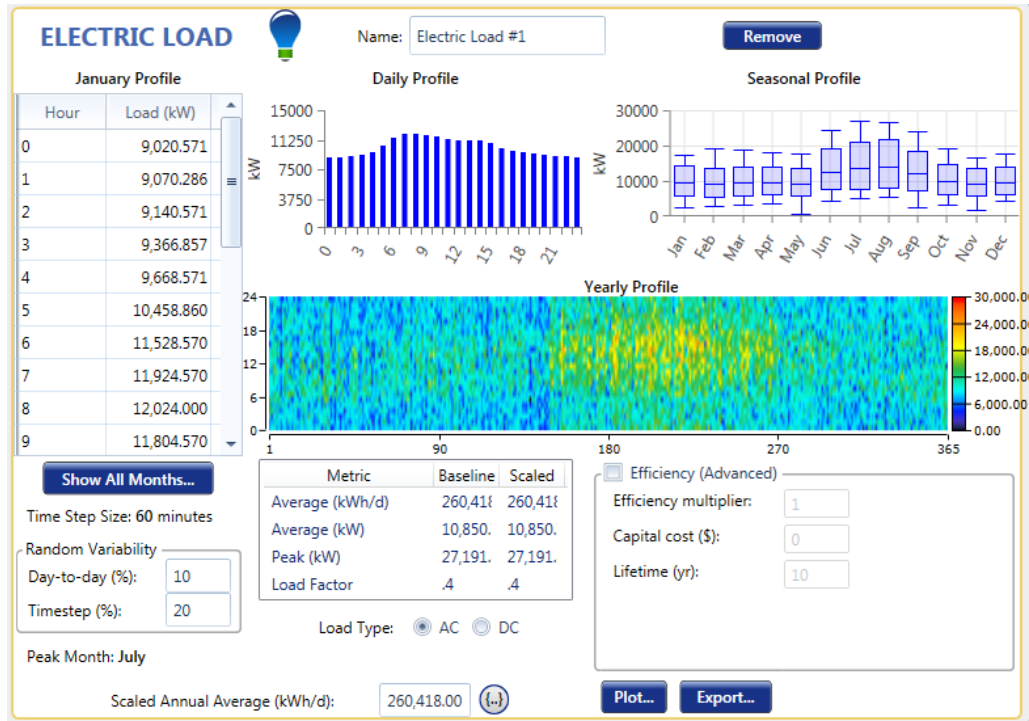 ELECTRIC LOAD
Name: Electric Load #1
Remove
January Profile
Hour Load (kW)
0 9,020.571
1 9,070.286
2 9,140.571
3 9,366.857
4 9,668.571
5 10,458.860
6 11,528.570
7 11,924.570
8 12,024.000
9 11,804.570
Show All Months...
Time Step Size: 60 minutes
Random Variability
Day-to-day (%): 10
Timestep (%): 20
Peak Month: July
Daily Profile
kW
15000
11250
7500
3750
0
0 3 6 9 12 15 18 21
Seasonal Profile
kW
30000
20000
10000
0
Jan Feb Mar Apr May Jun Jul Aug Sep Oct Nov Dec
Yearly Profile
24
18
12
6
0
1 90 180 270 365
30,000.0
24,000.0
18,000.0
12,000.0
6,000.00
0.00
Metric Baseline Scaled
Average (kWh/d) 260,418 260,418
Average (kW) 10,850. 10,850.
Peak (kW) 27,191. 27,191.
Load Factor .4 .4
Load Type: AC DC
Efficiency (Advanced)
Efficiency multiplier: 1
Capital cost ($): 0
Lifetime (yr): 10
Scaled Annual Average (kWh/d): 260,418.00 {..}
Plot... Export...